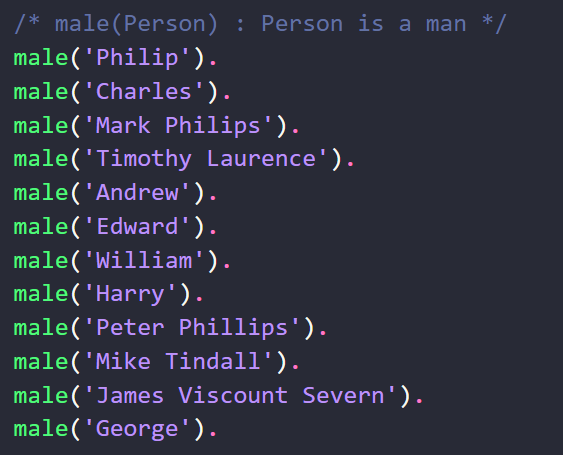 /* male(Person) : Person is a man */
male('Philip').
male('Charles').
male('Mark Philips').
male('Timothy Laurence').
male('Andrew').
male('Edward').
male('William').
male('Harry').
male('Peter Phillips').
male('Mike Tindall').
male('James Viscount Severn').
male('George').